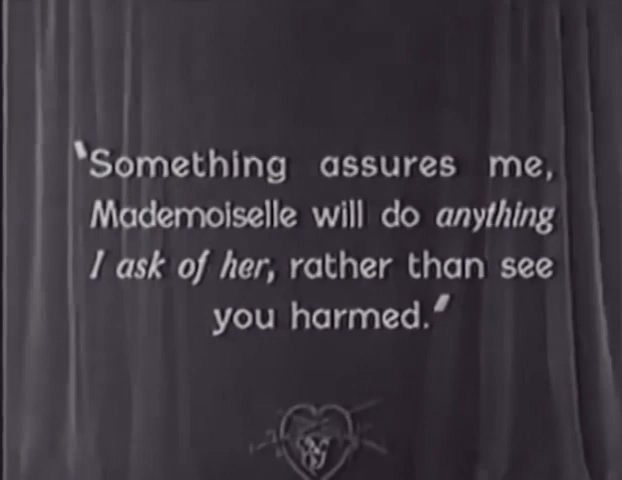 "Something assures me,
Mademoiselle will do anything
I ask of her, rather than see
you harmed."